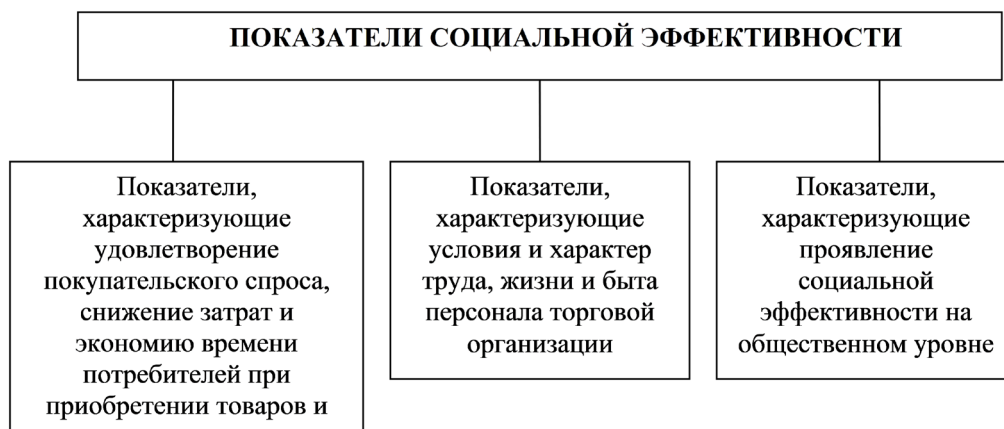 ПОКАЗАТЕЛИ СОЦИАЛЬНОЙ ЭФФЕКТИВНОСТИ
Показатели,
характеризующие
удовлетворение
покупательского спроса,
снижение затрат и
экономию времени
потребителей при
приобретении товаров и
Показатели,
характеризующие
условия и характер
труда, жизни и быта
персонала торговой
организации
Показатели,
характеризующие
проявление
социальной
эффективности на
общественном уровне